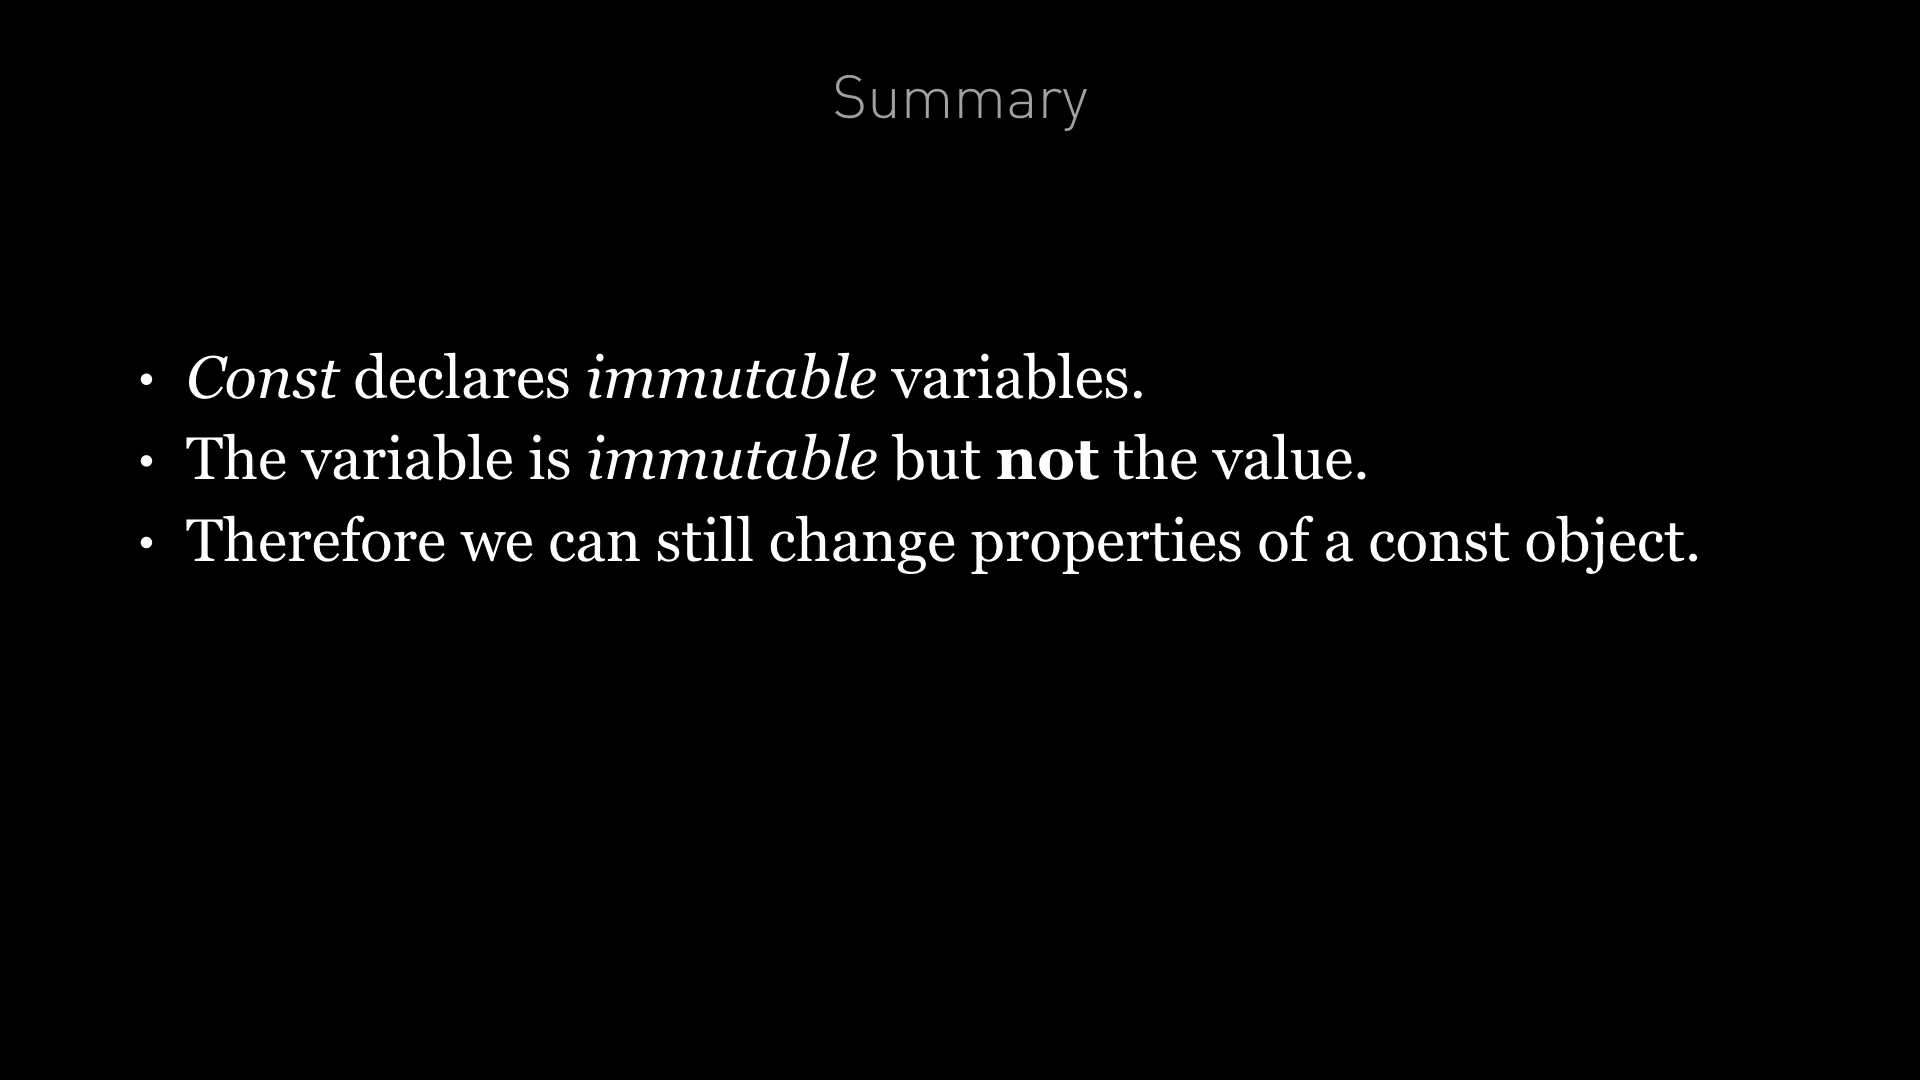 Summary
• Const declares immutable variables.
• The variable is immutable but not the value.
• Therefore we can still change properties of a const object.